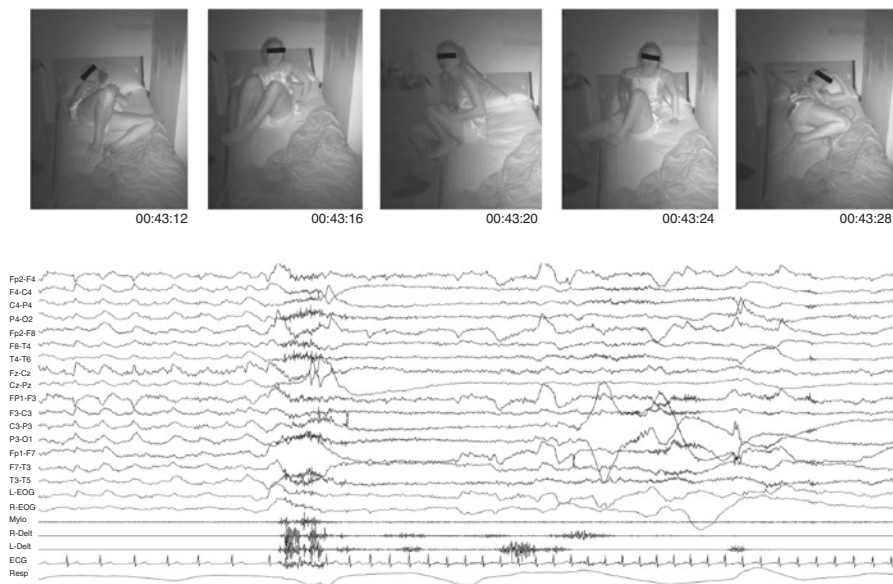 00:43:12 00:43:16 00:43:20 00:43:24 00:43:28
Fp2-F4
F4-C4
C4-P4
P4-O2
Fp2-F8
F8-T4
T4-T6
Fz-Cz
Cz-Pz
FP1-F3
F3-C3
C3-P3
P3-O1
Fp1-F7
F7-T3
T3-T5
L-EOG
R-EOG
Mylo
R-Delt
L-Delt
ECG
Resp